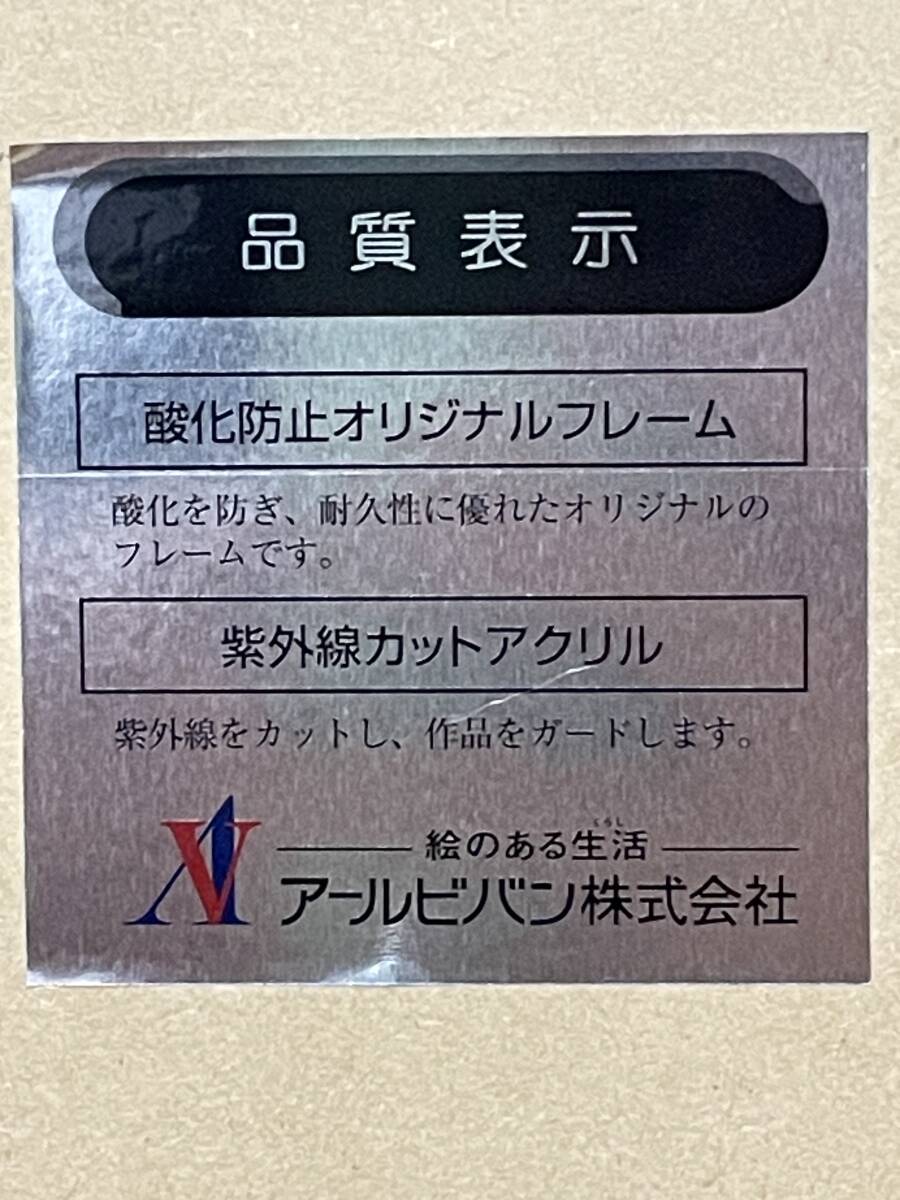 品質表示
酸化防止オリジナルフレーム
酸化を防ぎ、耐久性に優れたオリジナルの
フレームです。
紫外線カットアクリル
紫外線をカットし、作品をガードします。
くらし
絵のある生活
AV
アールビバン株式会社